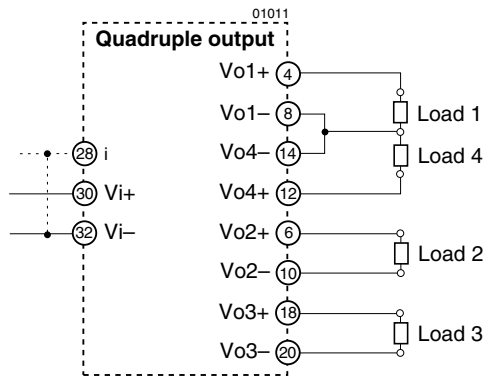 01011
Quadruple output
Vo1+ 4
Vo1– 8
Load 1
28 i
Vo4– 14
Load 4
30 Vi+
Vo4+ 12
32 Vi–
Vo2+ 6
Load 2
Vo2– 10
Vo3+ 18
Load 3
Vo3– 20